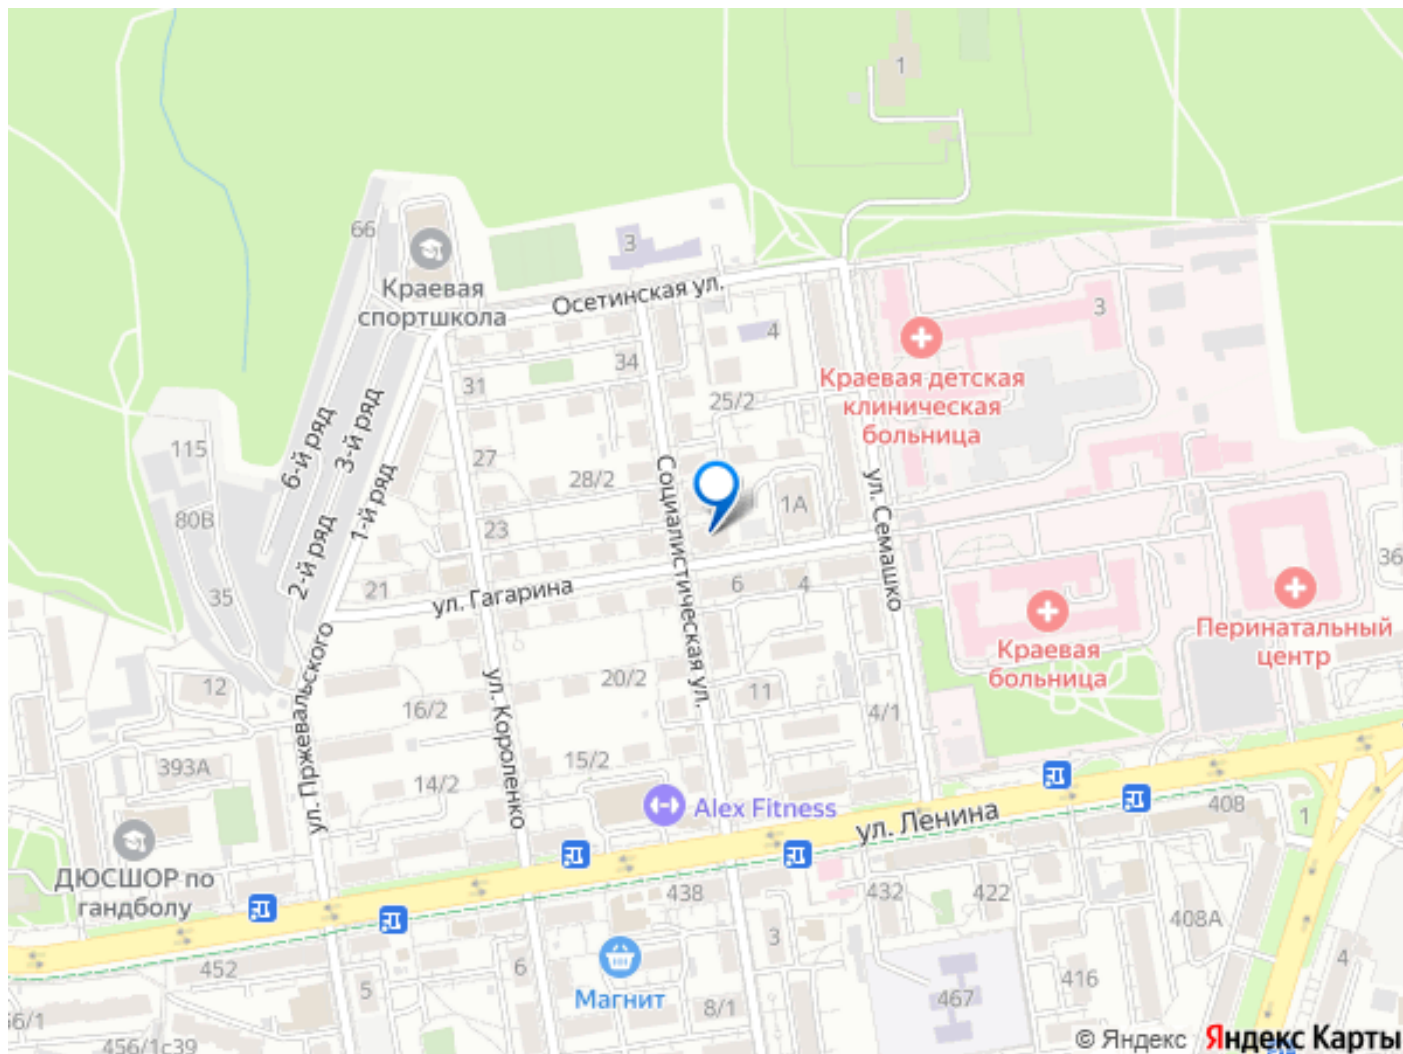 1
66
3
Краевая
спортшкола
Осетинская ул.
4
3
34
31
25/2
Краевая детская
клиническая
больница
6-й ряд
3-й ряд
1-й ряд
2-й ряд
115
80В
35
27
28/2
23
21
Социалистическая ул.
1А
ул. Семашко
ул. Гагарина
6
4
36
Перинатальный
центр
Краевая
больница
ул. Пржевальского
12
16/2
ул. Короленко
20/2
11
4/1
393А
14/2
15/2
Alex Fitness
ул. Ленина
408
1
ДЮСШОР по
гандболу
438
432
422
408А
452
5
6
3
Магнит
8/1
467
416
4
56/1
456/1с39
© Яндекс Яндекс Карты